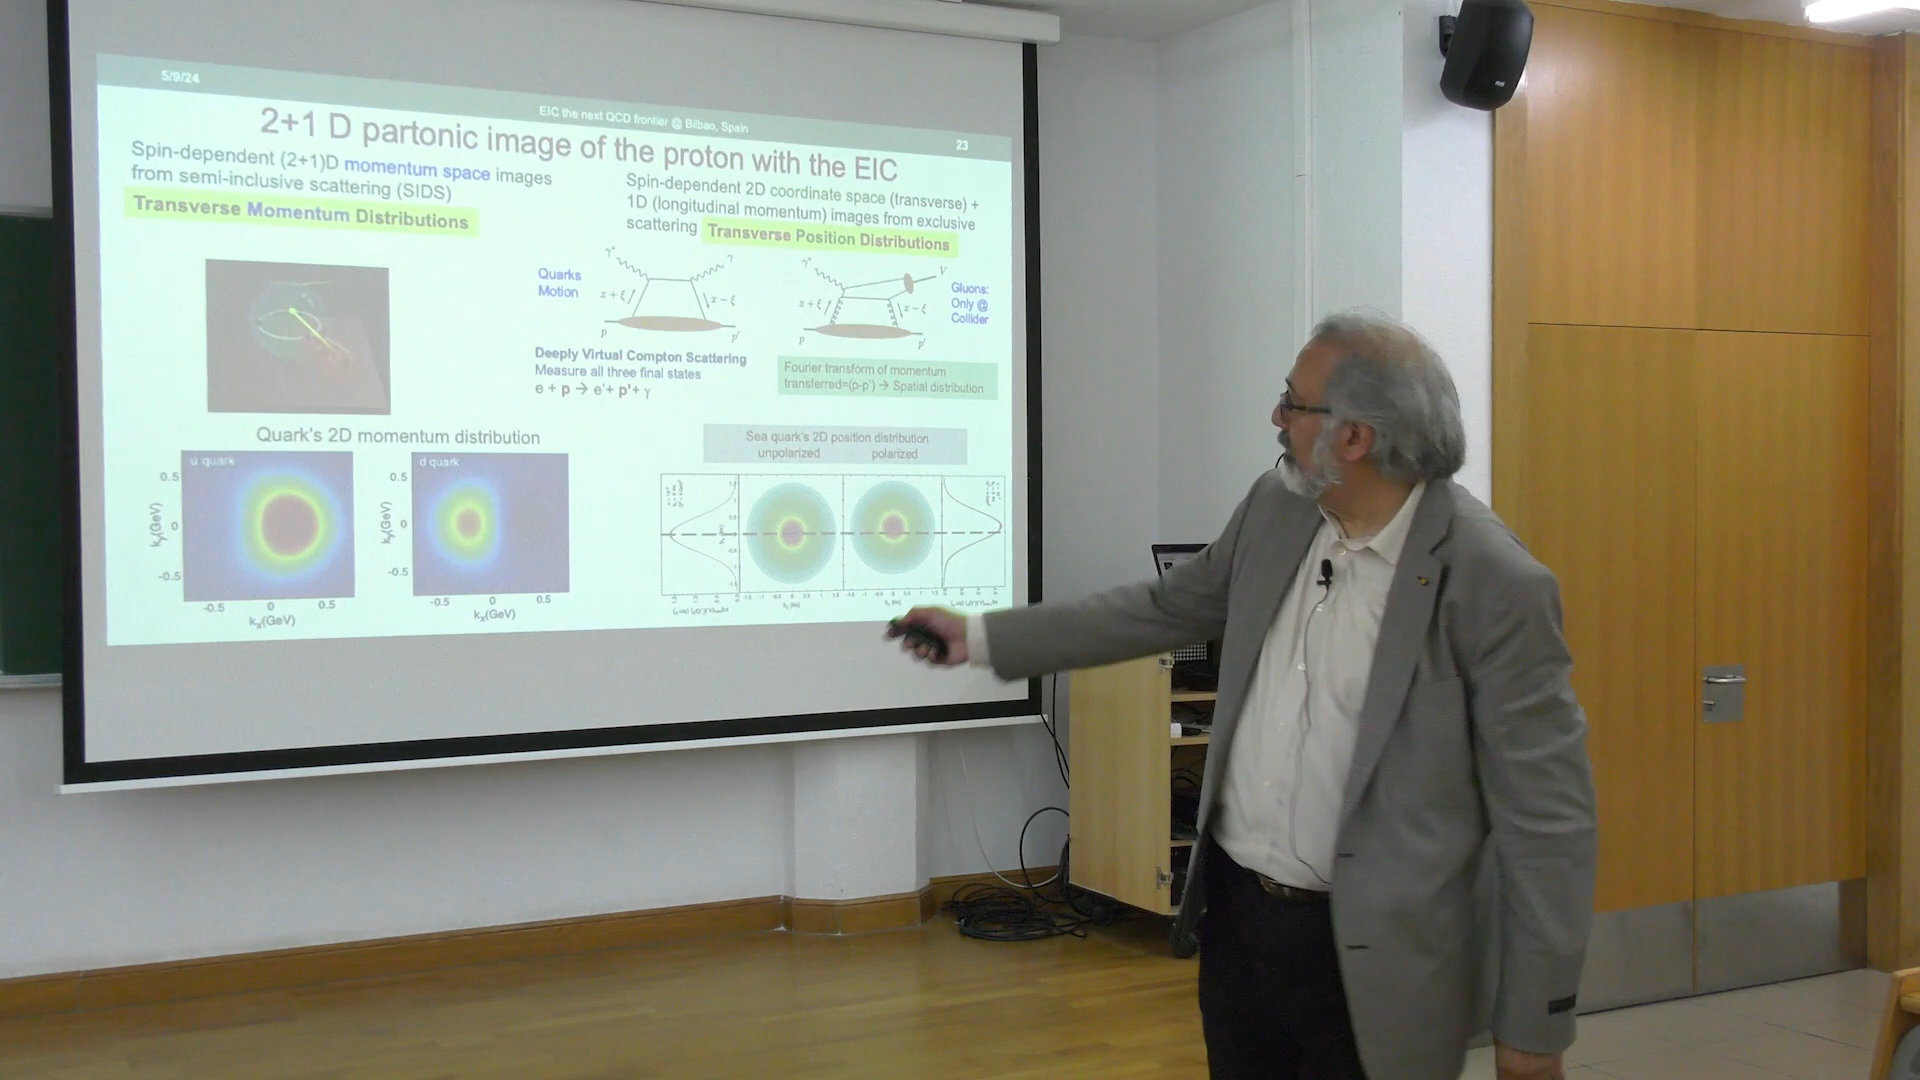 5/9/24
EIC the next QCD frontier @ Bilbao, Spain
23
2+1 D partonic image of the proton with the EIC
Spin-dependent (2+1)D momentum space images
from semi-inclusive scattering (SIDS)
Transverse Momentum Distributions
Spin-dependent 2D coordinate space (transverse) +
1D (longitudinal momentum) images from exclusive
scattering Transverse Position Distributions
Quarks
Motion
γ* γ
x + ξ x − ξ
p p'
γ* V
x + ξ x − ξ
p p'
Gluons:
Only @
Collider
Deeply Virtual Compton Scattering
Measure all three final states
e + p → e'+ p'+ γ
Fourier transform of momentum
transferred=(p-p') → Spatial distribution
Quark's 2D momentum distribution
u quark
0.5
0
-0.5
ky(GeV)
-0.5 0 0.5
kx(GeV)
d quark
0.5
0
-0.5
ky(GeV)
-0.5 0 0.5
kx(GeV)
Sea quark's 2D position distribution
unpolarized polarized